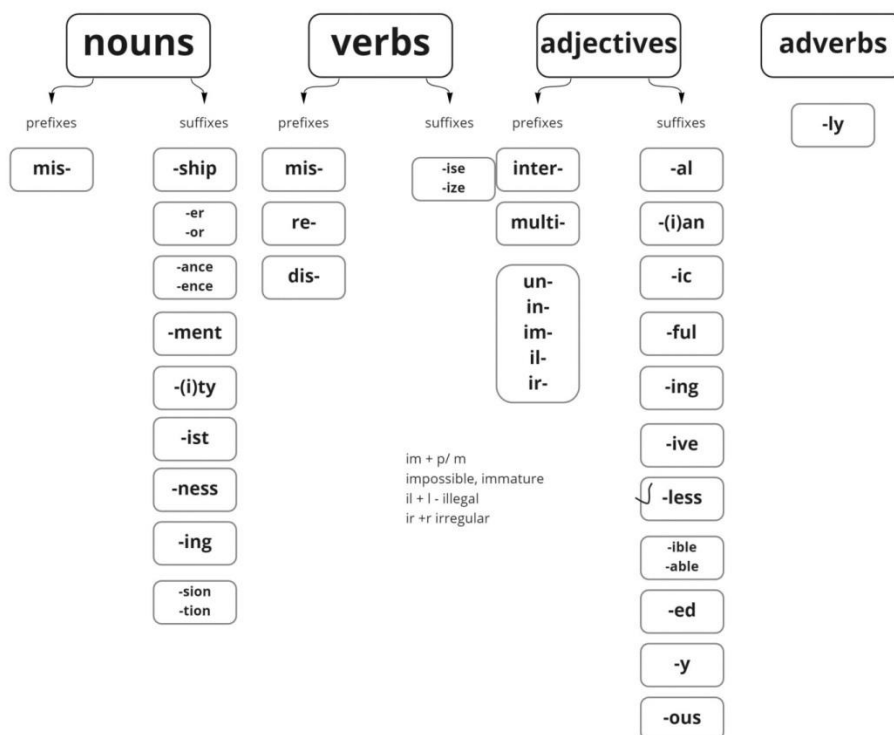 nouns
prefixes
mis-
suffixes
-ship
-er
-or
-ance
-ence
-ment
-(i)ty
-ist
-ness
-ing
-sion
-tion
verbs
prefixes
mis-
re-
dis-
suffixes
-ise
-ize
adjectives
prefixes
inter-
multi-
un-
in-
im-
il-
ir-
im + p/ m
impossible, immature
il + l - illegal
ir +r irregular
suffixes
-al
-(i)an
-ic
-ful
-ing
-ive
-less
-ible
-able
-ed
-y
-ous
adverbs
-ly